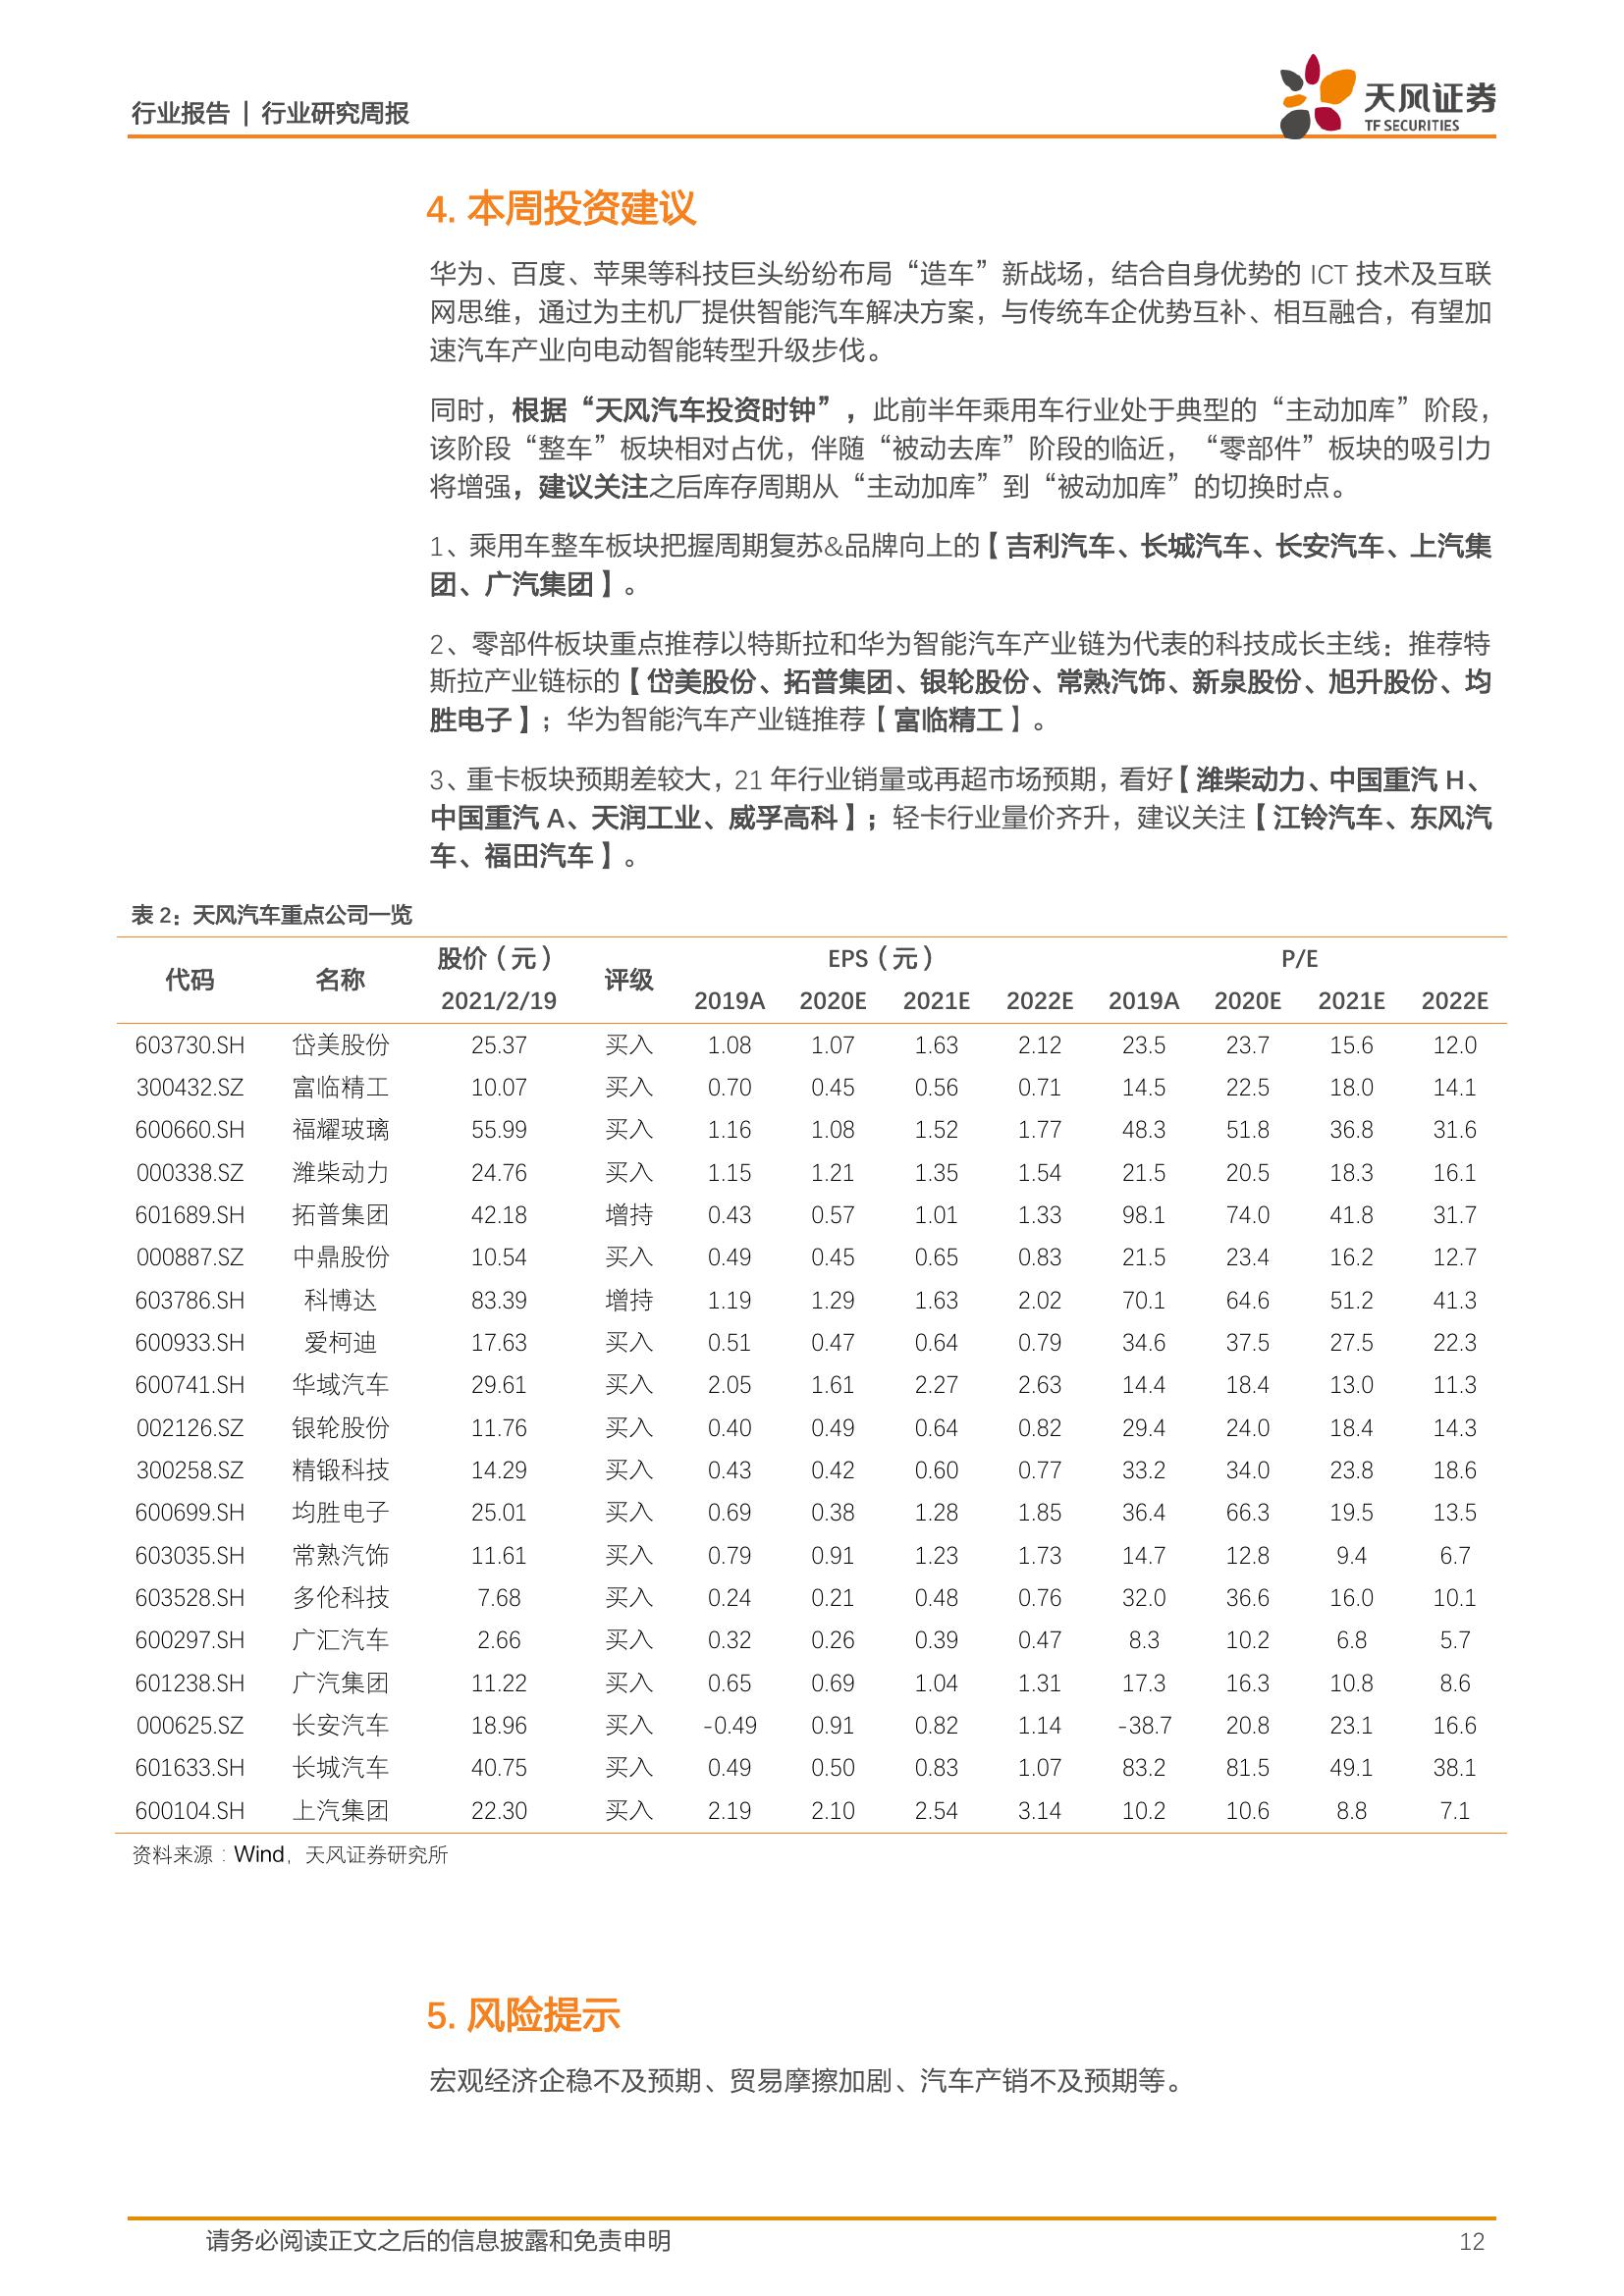 行业报告 | 行业研究周报
天风证券
TF SECURITIES
4. 本周投资建议
华为、百度、苹果等科技巨头纷纷布局“造车”新战场，结合自身优势的 ICT 技术及互联
网思维，通过为主机厂提供智能汽车解决方案，与传统车企优势互补、相互融合，有望加
速汽车产业向电动智能转型升级步伐。
同时，根据“天风汽车投资时钟”，此前半年乘用车行业处于典型的“主动加库”阶段，
该阶段“整车”板块相对占优，伴随“被动去库”阶段的临近，“零部件”板块的吸引力
将增强，建议关注之后库存周期从“主动加库”到“被动加库”的切换时点。
1、乘用车整车板块把握周期复苏&品牌向上的【吉利汽车、长城汽车、长安汽车、上汽集
团、广汽集团】。
2、零部件板块重点推荐以特斯拉和华为智能汽车产业链为代表的科技成长主线：推荐特
斯拉产业链标的【岱美股份、拓普集团、银轮股份、常熟汽饰、新泉股份、旭升股份、均
胜电子】；华为智能汽车产业链推荐【富临精工】。
3、重卡板块预期差较大，21 年行业销量或再超市场预期，看好【潍柴动力、中国重汽 H、
中国重汽 A、天润工业、威孚高科】；轻卡行业量价齐升，建议关注【江铃汽车、东风汽
车、福田汽车】。
表 2：天风汽车重点公司一览
代码 名称 股价（元） 评级 EPS（元） P/E
2021/2/19 2019A 2020E 2021E 2022E 2019A 2020E 2021E 2022E
603730.SH 岱美股份 25.37 买入 1.08 1.07 1.63 2.12 23.5 23.7 15.6 12.0
300432.SZ 富临精工 10.07 买入 0.70 0.45 0.56 0.71 14.5 22.5 18.0 14.1
600660.SH 福耀玻璃 55.99 买入 1.16 1.08 1.52 1.77 48.3 51.8 36.8 31.6
000338.SZ 潍柴动力 24.76 买入 1.15 1.21 1.35 1.54 21.5 20.5 18.3 16.1
601689.SH 拓普集团 42.18 增持 0.43 0.57 1.01 1.33 98.1 74.0 41.8 31.7
000887.SZ 中鼎股份 10.54 买入 0.49 0.45 0.65 0.83 21.5 23.4 16.2 12.7
603786.SH 科博达 83.39 增持 1.19 1.29 1.63 2.02 70.1 64.6 51.2 41.3
600933.SH 爱柯迪 17.63 买入 0.51 0.47 0.64 0.79 34.6 37.5 27.5 22.3
600741.SH 华域汽车 29.61 买入 2.05 1.61 2.27 2.63 14.4 18.4 13.0 11.3
002126.SZ 银轮股份 11.76 买入 0.40 0.49 0.64 0.82 29.4 24.0 18.4 14.3
300258.SZ 精锻科技 14.29 买入 0.43 0.42 0.60 0.77 33.2 34.0 23.8 18.6
600699.SH 均胜电子 25.01 买入 0.69 0.38 1.28 1.85 36.4 66.3 19.5 13.5
603035.SH 常熟汽饰 11.61 买入 0.79 0.91 1.23 1.73 14.7 12.8 9.4 6.7
603528.SH 多伦科技 7.68 买入 0.24 0.21 0.48 0.76 32.0 36.6 16.0 10.1
600297.SH 广汇汽车 2.66 买入 0.32 0.26 0.39 0.47 8.3 10.2 6.8 5.7
601238.SH 广汽集团 11.22 买入 0.65 0.69 1.04 1.31 17.3 16.3 10.8 8.6
000625.SZ 长安汽车 18.96 买入 -0.49 0.91 0.82 1.14 -38.7 20.8 23.1 16.6
601633.SH 长城汽车 40.75 买入 0.49 0.50 0.83 1.07 83.2 81.5 49.1 38.1
600104.SH 上汽集团 22.30 买入 2.19 2.10 2.54 3.14 10.2 10.6 8.8 7.1
资料来源：Wind，天风证券研究所
5. 风险提示
宏观经济企稳不及预期、贸易摩擦加剧、汽车产销不及预期等。
请务必阅读正文之后的信息披露和免责申明 12